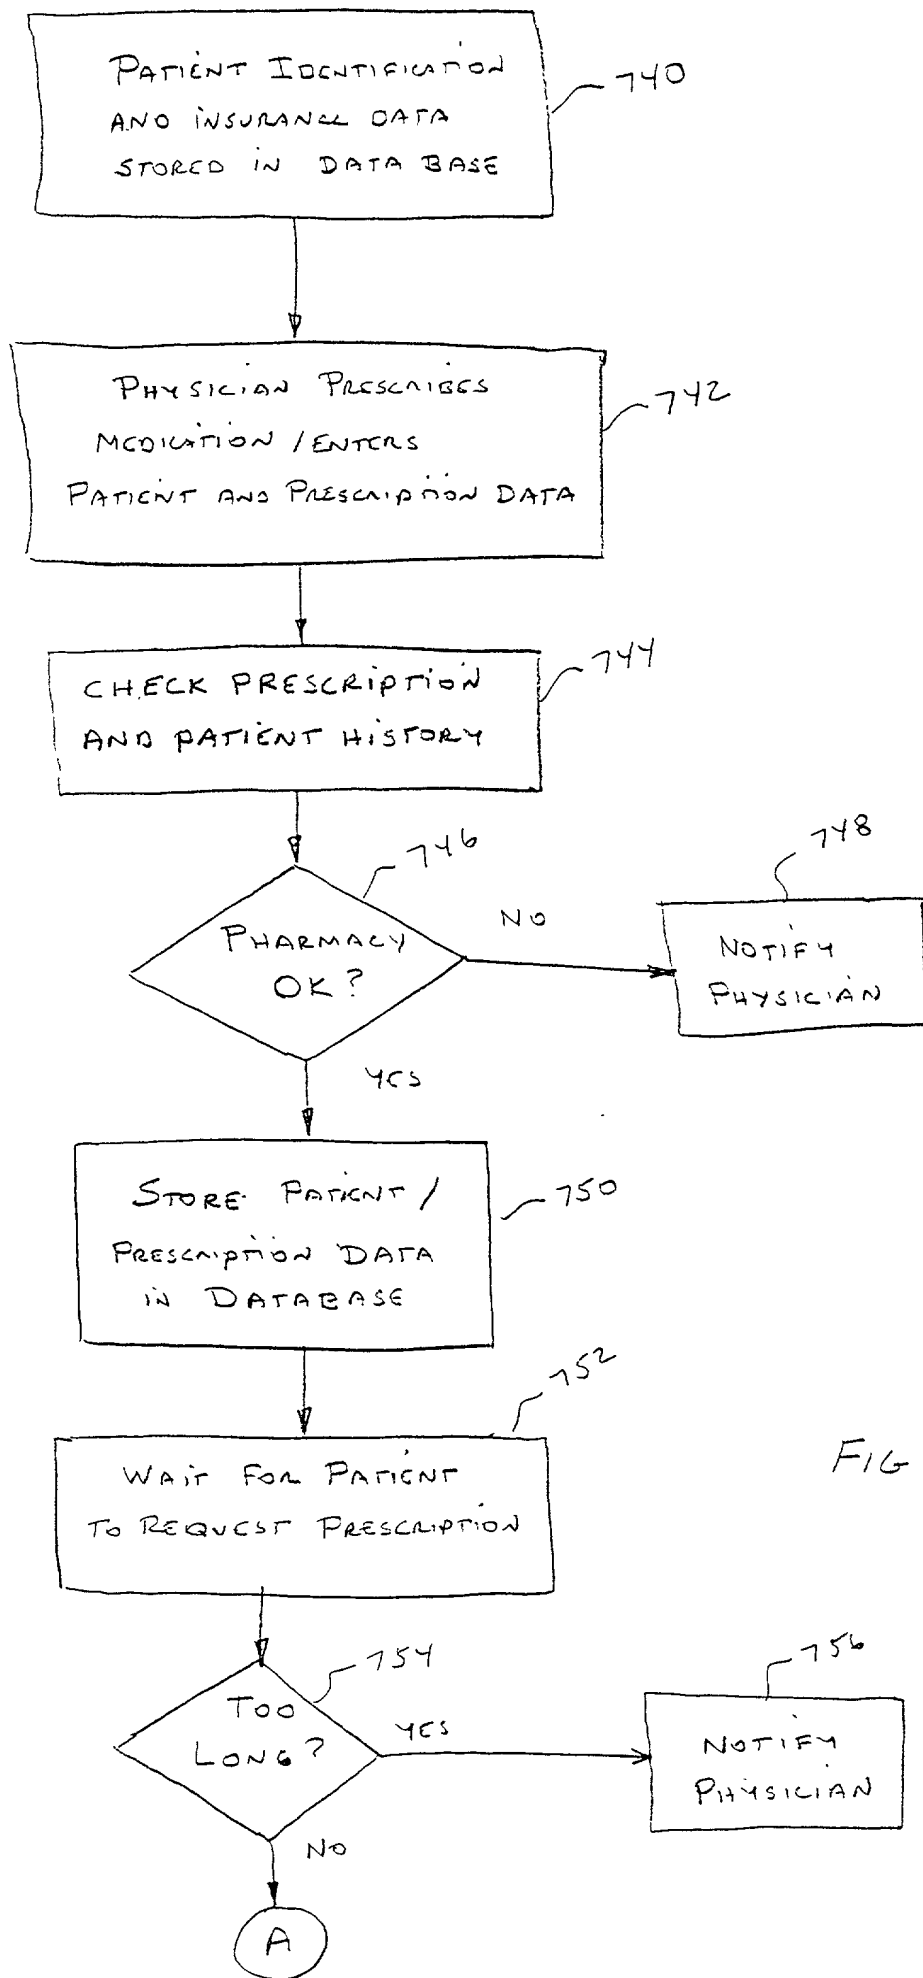 PATIENT IDENTIFICATION
AND INSURANCE DATA
STORED IN DATA BASE
740
PHYSICIAN PRESCRIBES
MEDICATION / ENTERS
PATIENT AND PRESCRIPTION DATA
742
CHECK PRESCRIPTION
AND PATIENT HISTORY
744
PHARMACY
OK?
746
NO
748
NOTIFY
PHYSICIAN
YES
STORE PATIENT /
PRESCRIPTION DATA
IN DATABASE
750
752
WAIT FOR PATIENT
TO REQUEST PRESCRIPTION
FIG
TOO
LONG?
754
YES
756
NOTIFY
PHYSICIAN
NO
A